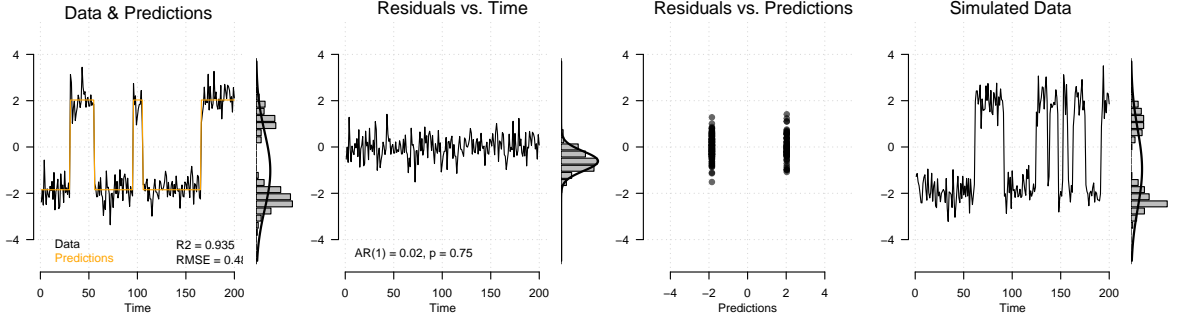 Data & Predictions
4
2
0
−2
−4
Data
Predictions
R2 = 0.935
RMSE = 0.48
0 50 100 150 200
Time
Residuals vs. Time
4
2
0
−2
−4
AR(1) = 0.02, p = 0.75
0 50 100 150 200
Time
Residuals vs. Predictions
4
2
0
−2
−4
−4 −2 0 2 4
Predictions
Simulated Data
4
2
0
−2
−4
0 50 100 150 200
Time